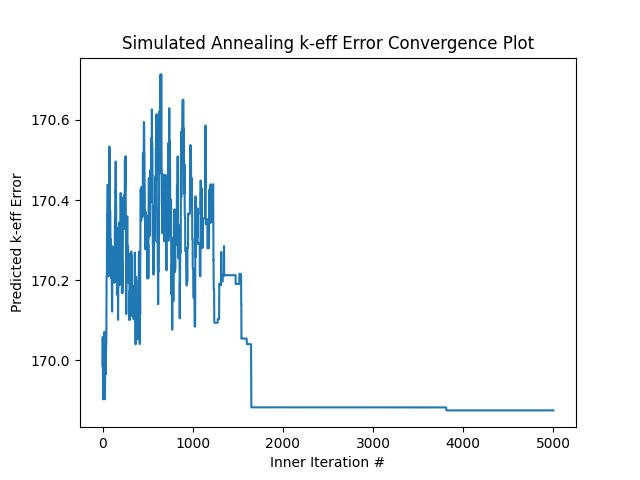 Simulated Annealing k-eff Error Convergence Plot
Predicted k-eff Error
170.6
170.4
170.2
170.0
0 1000 2000 3000 4000 5000
Inner Iteration #